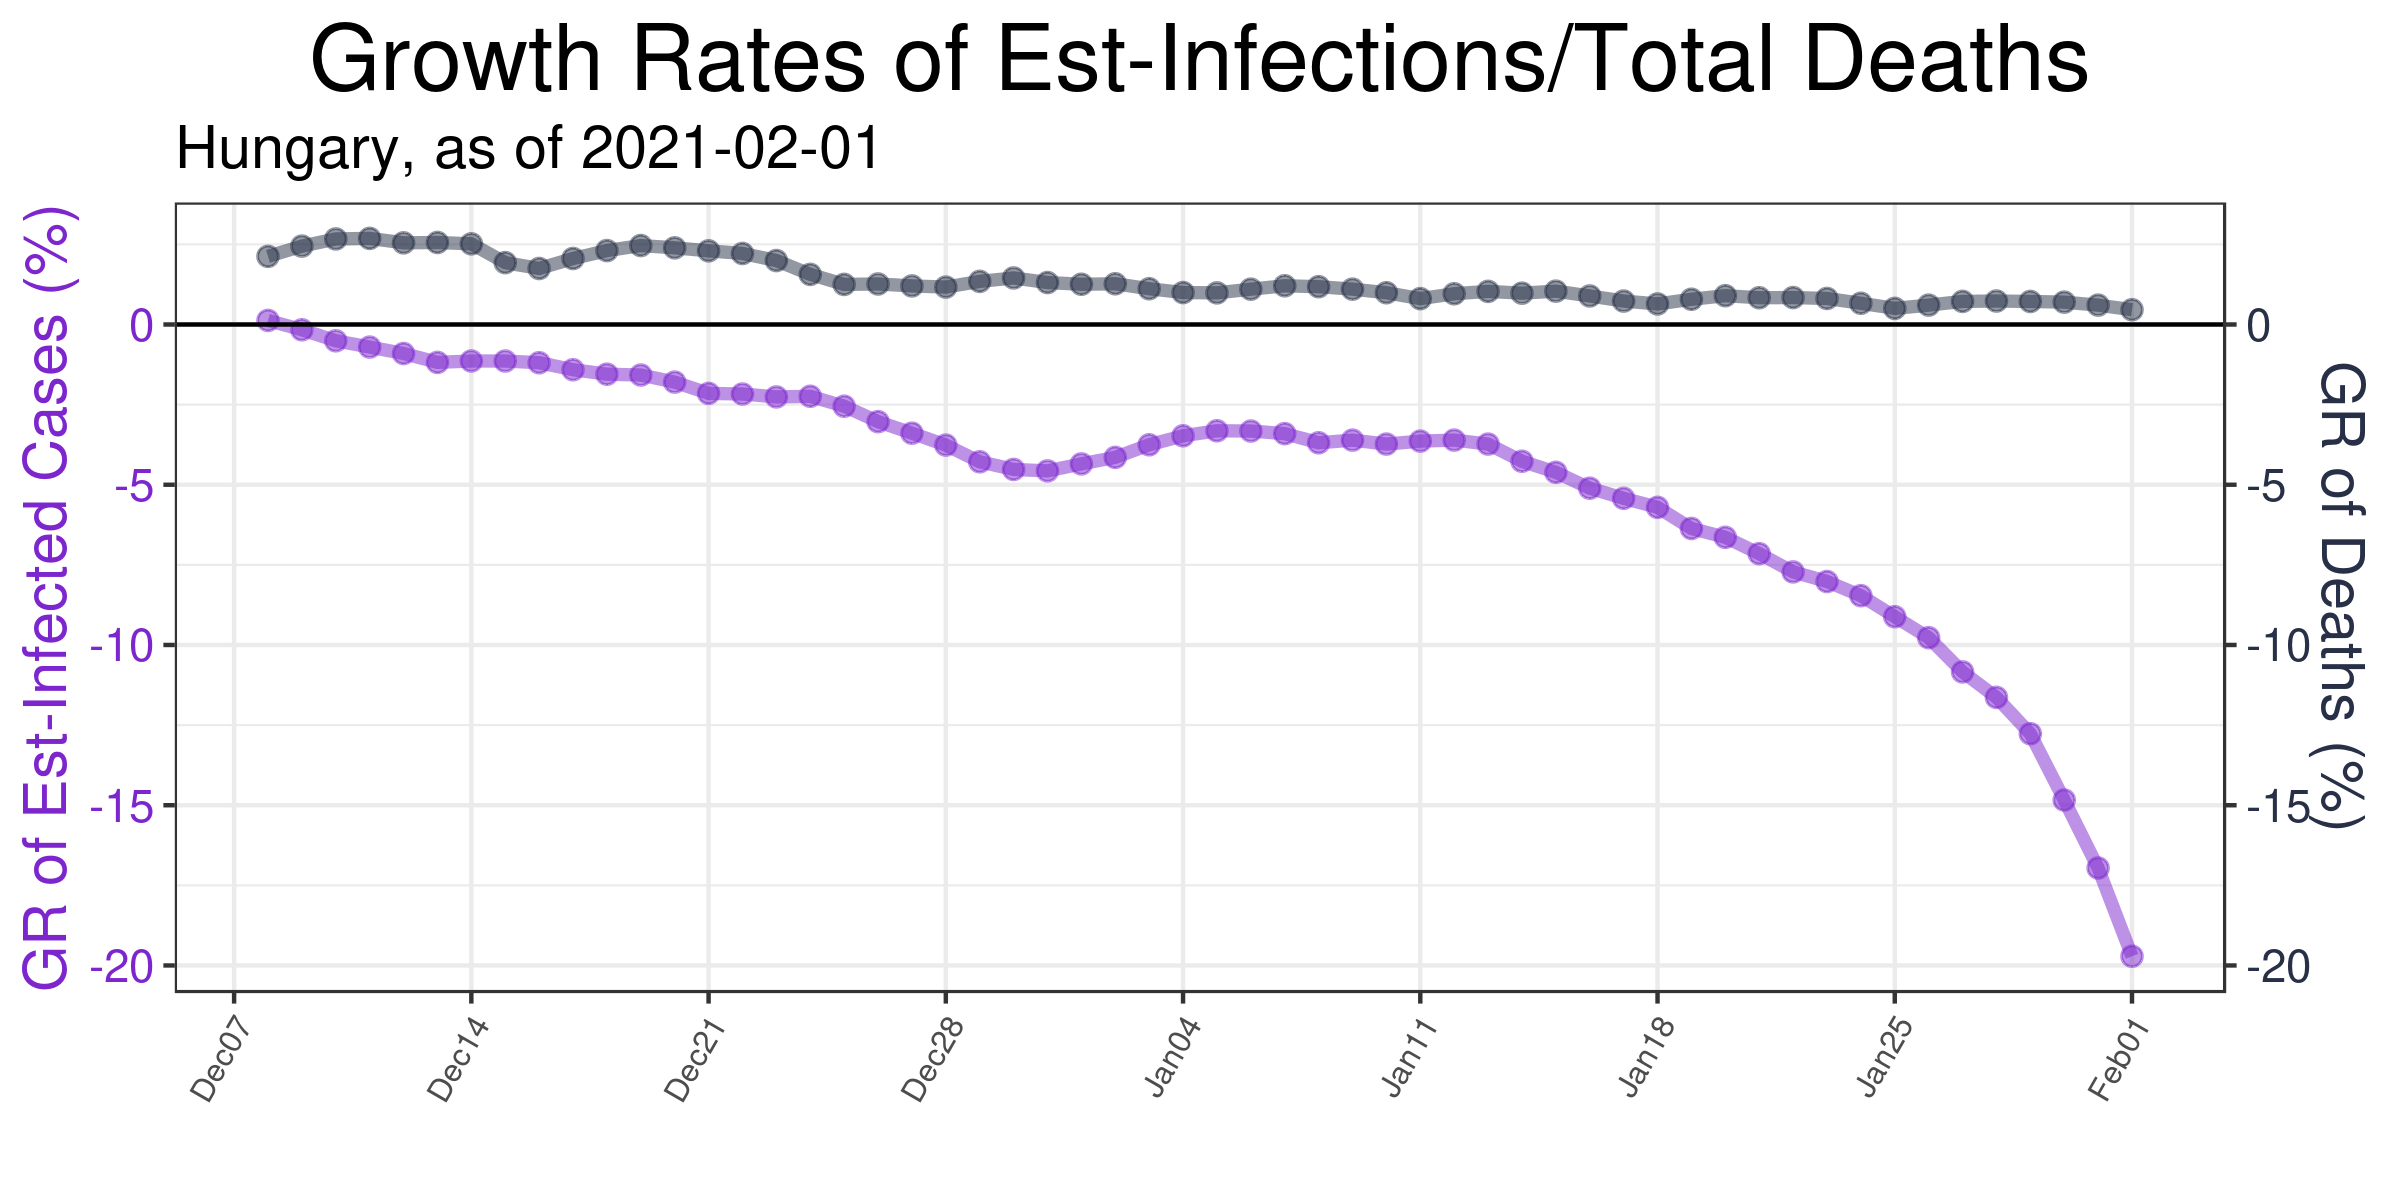 Growth Rates of Est-Infections/Total Deaths
Hungary, as of 2021-02-01
GR of Est-Infected Cases (%)
0
-5
-10
-15
-20
0
-5
-10
-15
-20
GR of Deaths (%)
Dec07
Dec14
Dec21
Dec28
Jan04
Jan11
Jan18
Jan25
Feb01